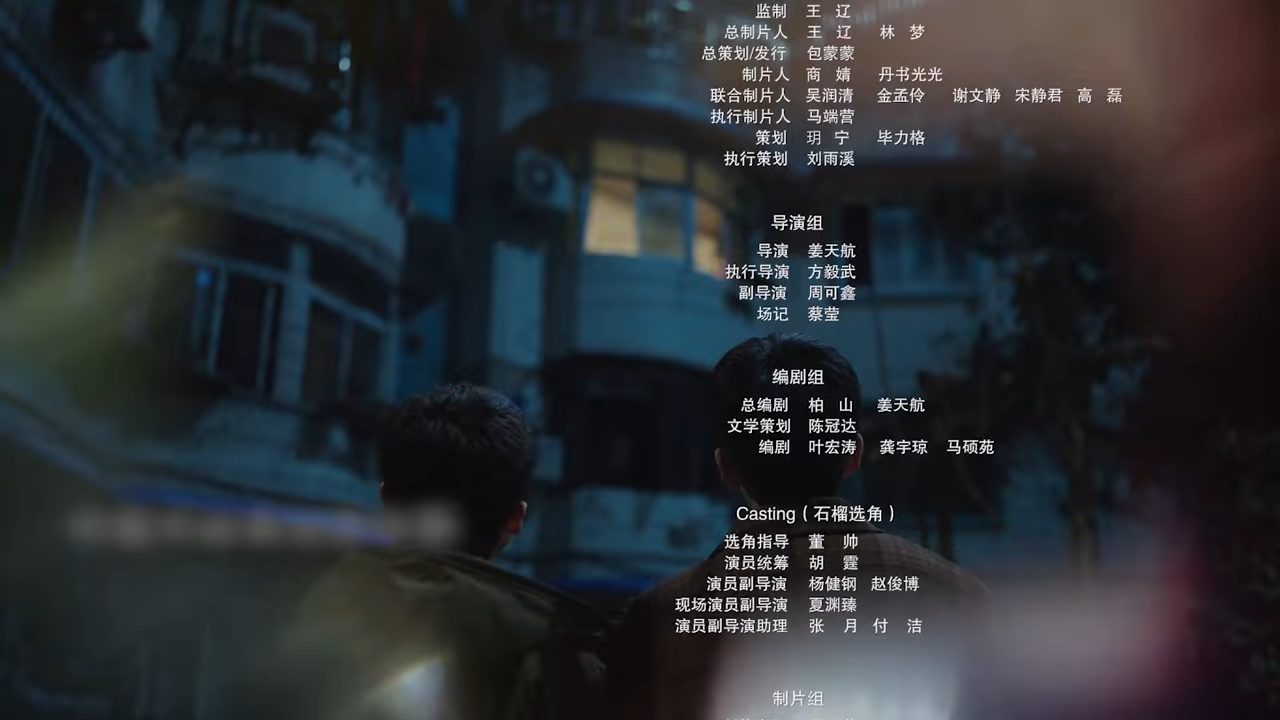 监制 王 辽
总制片人 王 辽 林 梦
总策划/发行 包蒙蒙
制片人 商 婧 丹书光光
联合制片人 吴润清 金孟伶 谢文静 宋静君 高 磊
执行制片人 马端营
策划 玥 宁 毕力格
执行策划 刘雨溪
导演组
导演 姜天航
执行导演 方毅武
副导演 周可鑫
场记 蔡莹
编剧组
总编剧 柏 山 姜天航
文学策划 陈冠达
编剧 叶宏涛 龚宇琼 马硕苑
Casting(石榴选角)
选角指导 董 帅
演员统筹 胡 霆
演员副导演 杨健钢 赵俊博
现场演员副导演 夏渊臻
演员副导演助理 张 月 付 洁
制片组